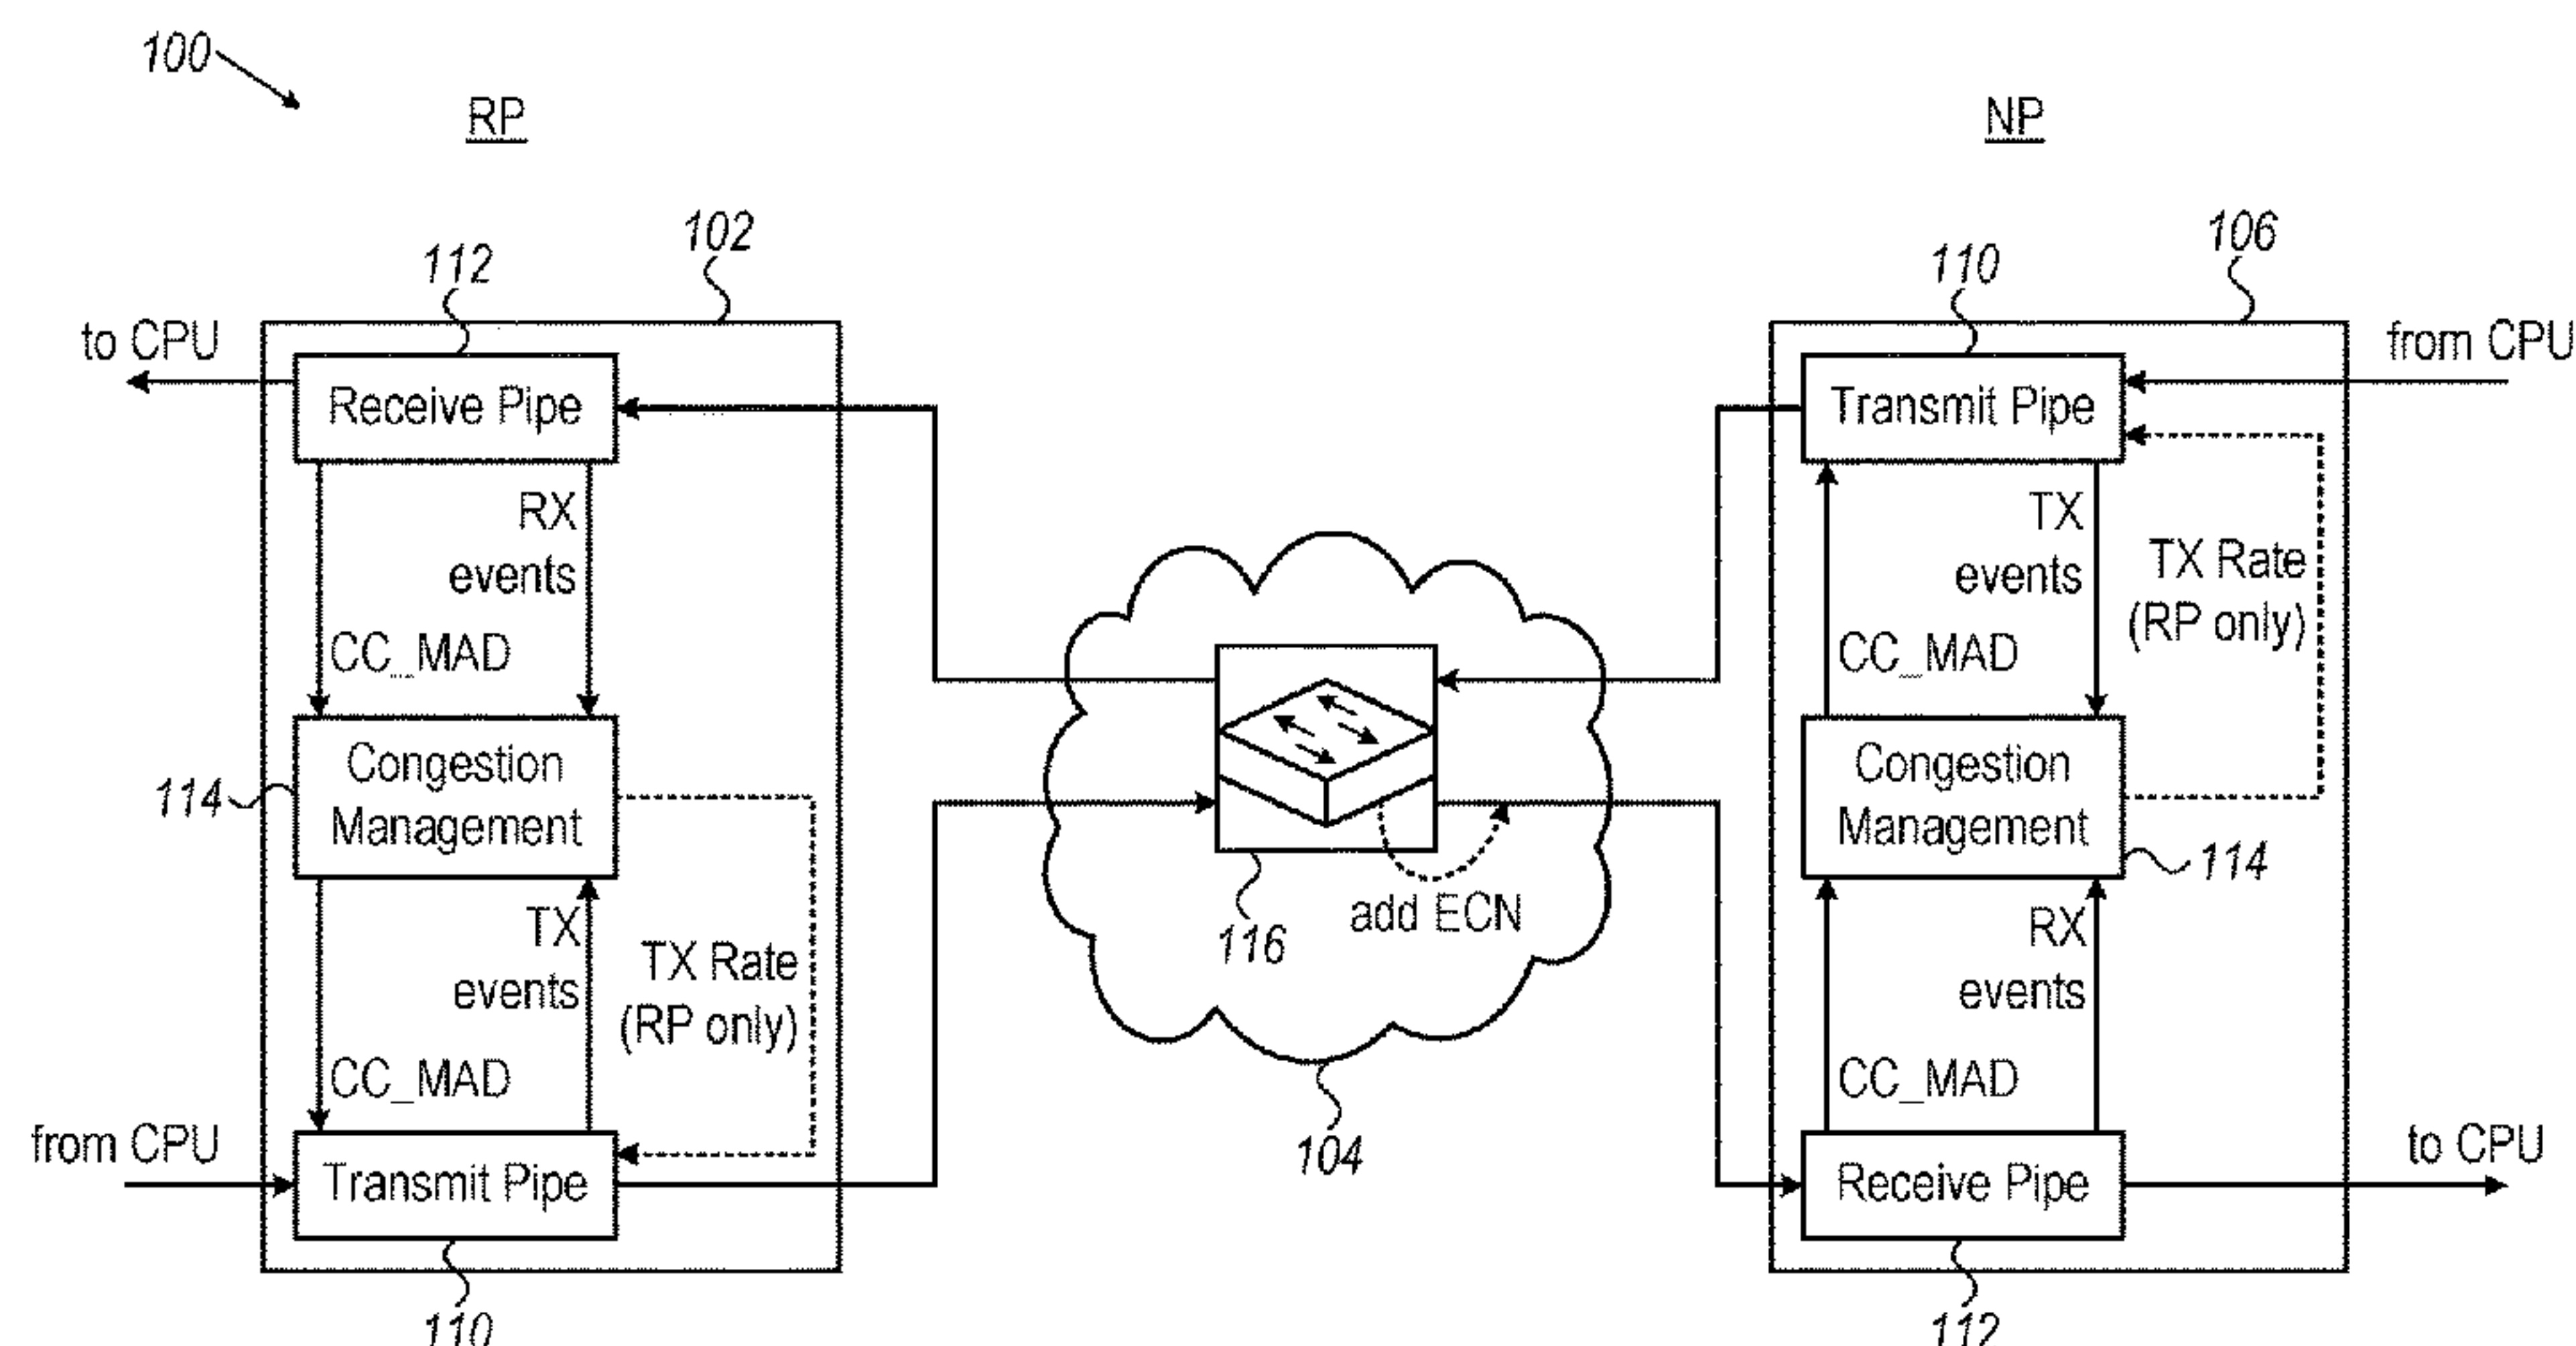 100
RP
NP
102
106
112
110
to CPU
from CPU
Receive Pipe
Transmit Pipe
RX
events
TX
events
TX Rate
(RP only)
CC_MAD
CC_MAD
Congestion
Management
114
Congestion
Management
114
add ECN
116
TX
events
TX Rate
(RP only)
RX
events
CC_MAD
CC_MAD
104
from CPU
to CPU
Transmit Pipe
Receive Pipe
110
112